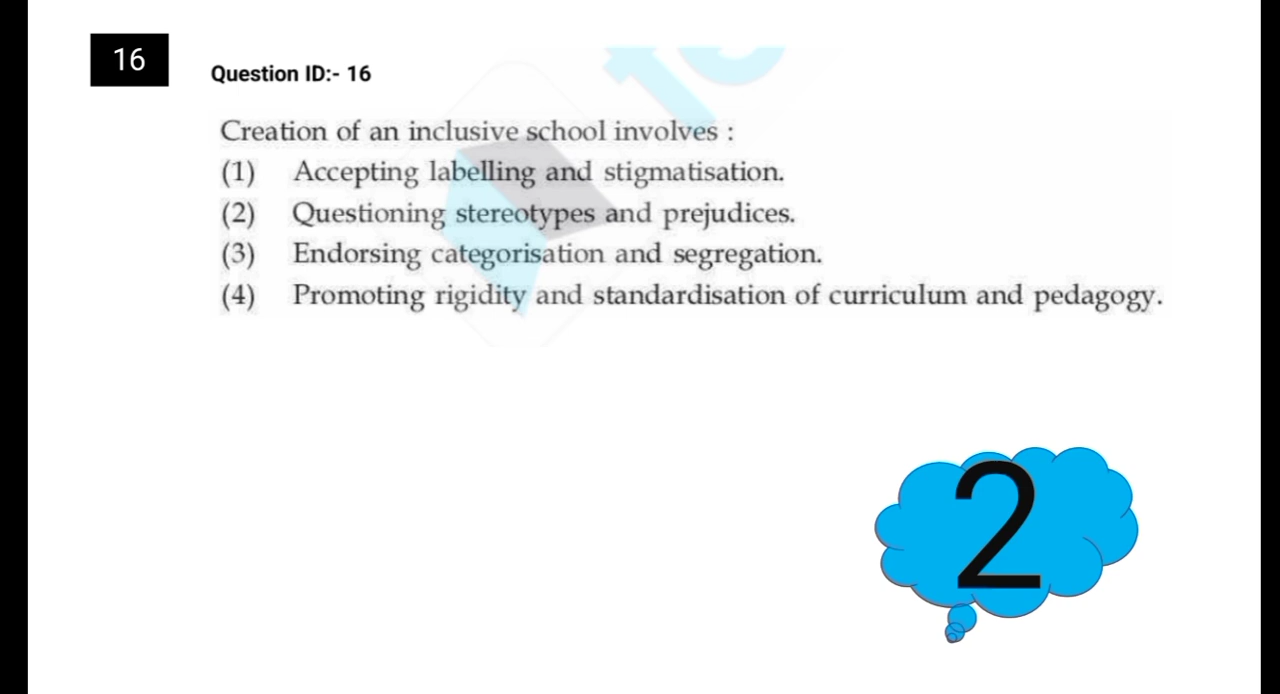 16
Question ID:- 16
Creation of an inclusive school involves :
(1) Accepting labelling and stigmatisation.
(2) Questioning stereotypes and prejudices.
(3) Endorsing categorisation and segregation.
(4) Promoting rigidity and standardisation of curriculum and pedagogy.
2